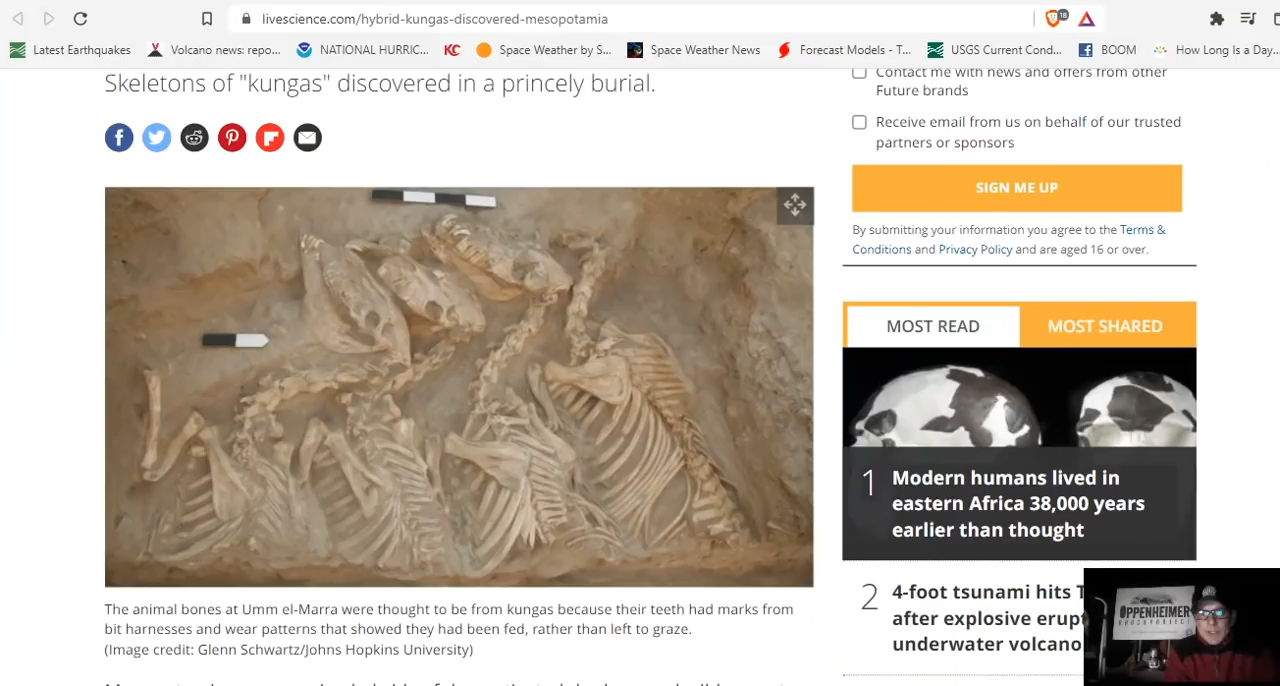 livescience.com/hybrid-kungas-discovered-mesopotamia
18
Latest Earthquakes
Volcano news: repo...
NATIONAL HURRIC...
KC
Space Weather by S...
Space Weather News
Forecast Models - T...
USGS Current Cond...
BOOM
How Long Is a Day...
Skeletons of "kungas" discovered in a princely burial.
The animal bones at Umm el-Marra were thought to be from kungas because their teeth had marks from
bit harnesses and wear patterns that showed they had been fed, rather than left to graze.
(Image credit: Glenn Schwartz/Johns Hopkins University)
Contact me with news and offers from other
Future brands
Receive email from us on behalf of our trusted
partners or sponsors
SIGN ME UP
By submitting your information you agree to the Terms &
Conditions and Privacy Policy and are aged 16 or over.
MOST READ
MOST SHARED
1
Modern humans lived in
eastern Africa 38,000 years
earlier than thought
2
4-foot tsunami hits
after explosive
underwater volcano
OPPENHEIMER